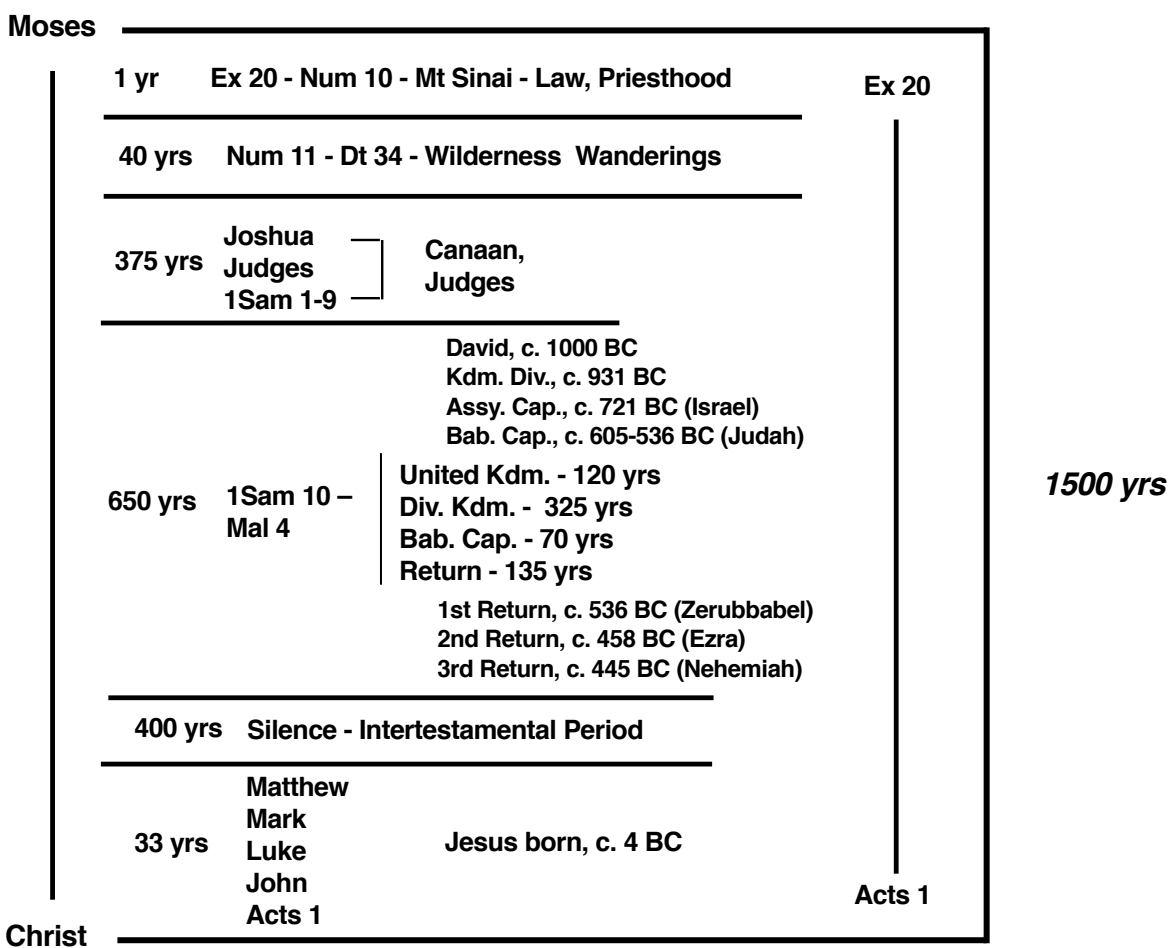 Moses
1 yr Ex 20 - Num 10 - Mt Sinai - Law, Priesthood
Ex 20
40 yrs Num 11 - Dt 34 - Wilderness Wanderings
375 yrs
Joshua
Judges
1Sam 1-9
Canaan,
Judges
David, c. 1000 BC
Kdm. Div., c. 931 BC
Assy. Cap., c. 721 BC (Israel)
Bab. Cap., c. 605-536 BC (Judah)
650 yrs
1Sam 10 –
Mal 4
United Kdm. - 120 yrs
Div. Kdm. - 325 yrs
Bab. Cap. - 70 yrs
Return - 135 yrs
1500 yrs
1st Return, c. 536 BC (Zerubbabel)
2nd Return, c. 458 BC (Ezra)
3rd Return, c. 445 BC (Nehemiah)
400 yrs Silence - Intertestamental Period
33 yrs
Matthew
Mark
Luke
John
Acts 1
Jesus born, c. 4 BC
Acts 1
Christ